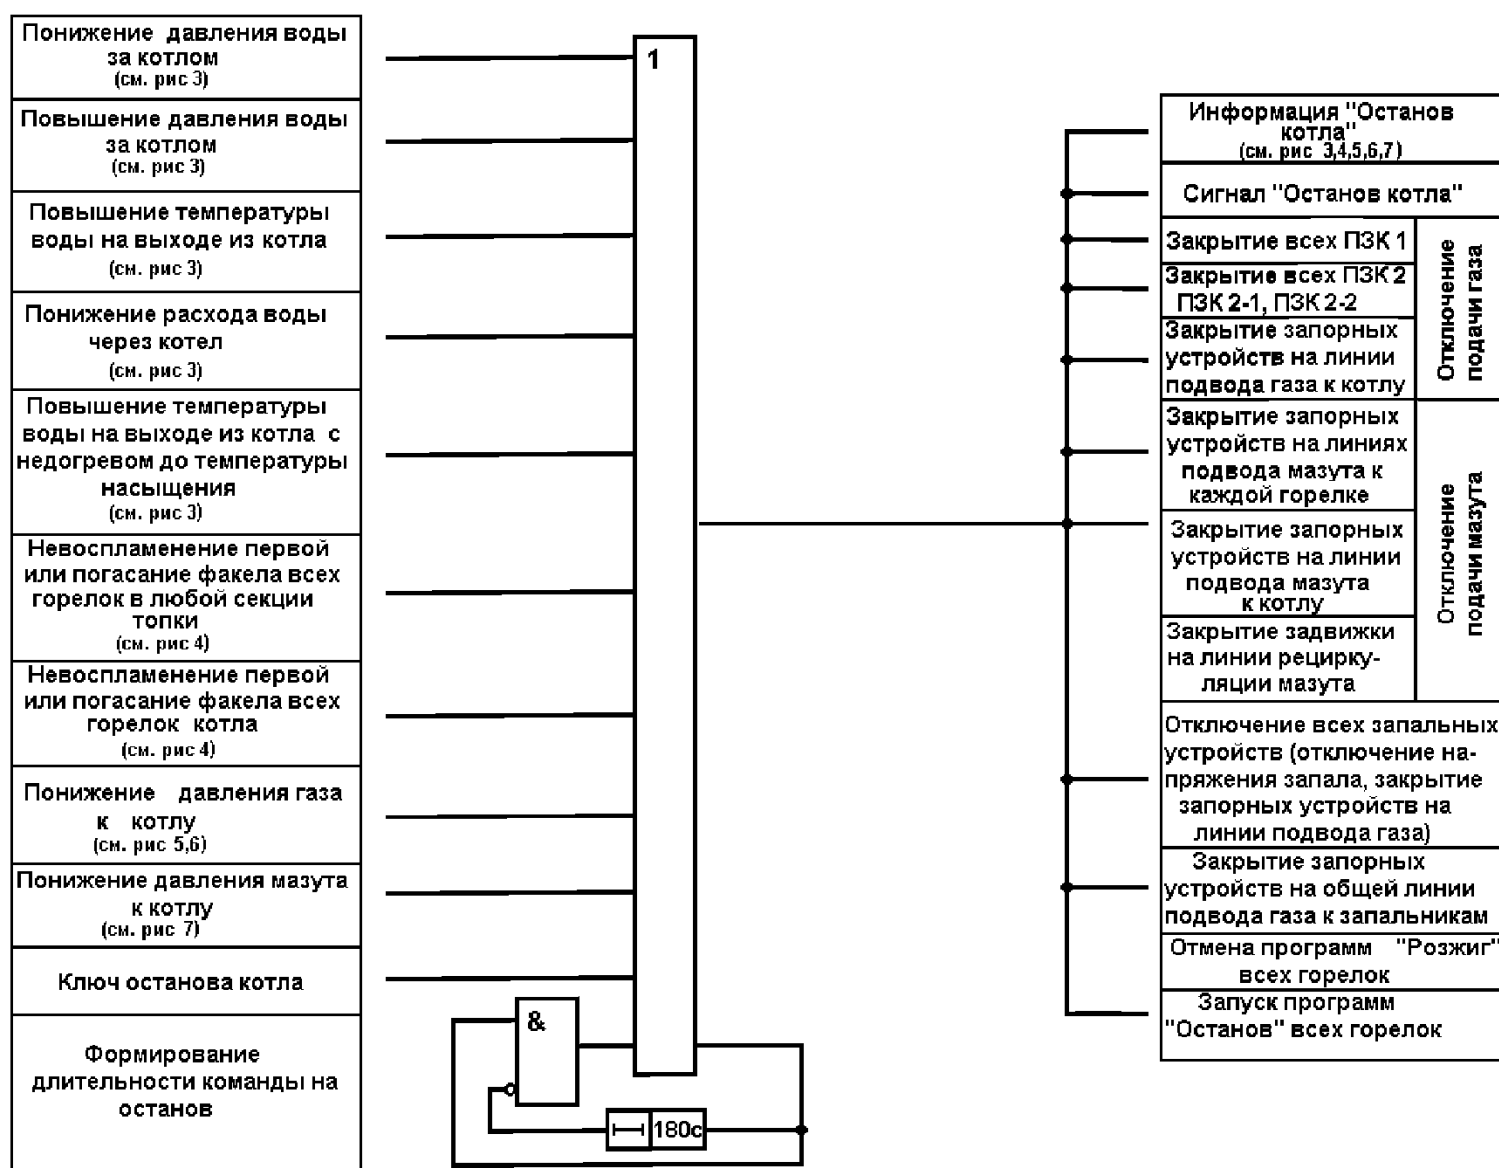 Понижение давления воды
за котлом
(см. рис 3)
Повышение давления воды
за котлом
(см. рис 3)
Повышение температуры
воды на выходе из котла
(см. рис 3)
Понижение расхода воды
через котел
(см. рис 3)
Повышение температуры
воды на выходе из котла с
недогревом до температуры
насыщения
(см. рис 3)
Невоспламенение первой
или погасание факела всех
горелок в любой секции
топки
(см. рис 4)
Невоспламенение первой
или погасание факела всех
горелок котла
(см. рис 4)
Понижение давления газа
к котлу
(см. рис 5,6)
Понижение давления мазута
к котлу
(см. рис 7)
Ключ останова котла
Формирование
длительности команды на
останов
1
&
180с
Информация "Останов
котла"
(см. рис 3,4,5,6,7)
Сигнал "Останов котла"
Закрытие всех ПЗК 1
Закрытие всех ПЗК 2
ПЗК 2-1, ПЗК 2-2
Закрытие запорных
устройств на линии
подвода газа к котлу
Отключение
подачи газа
Закрытие запорных
устройств на линиях
подвода мазута к
каждой горелке
Закрытие запорных
устройств на линии
подвода мазута
к котлу
Закрытие задвижки
на линии рецирку-
ляции мазута
Отключение
подачи мазута
Отключение всех запальных
устройств (отключение на-
пряжения запала, закрытие
запорных устройств на
линии подвода газа)
Закрытие запорных
устройств на общей линии
подвода газа к запальникам
Отмена программ "Розжиг"
всех горелок
Запуск программ
"Останов" всех горелок